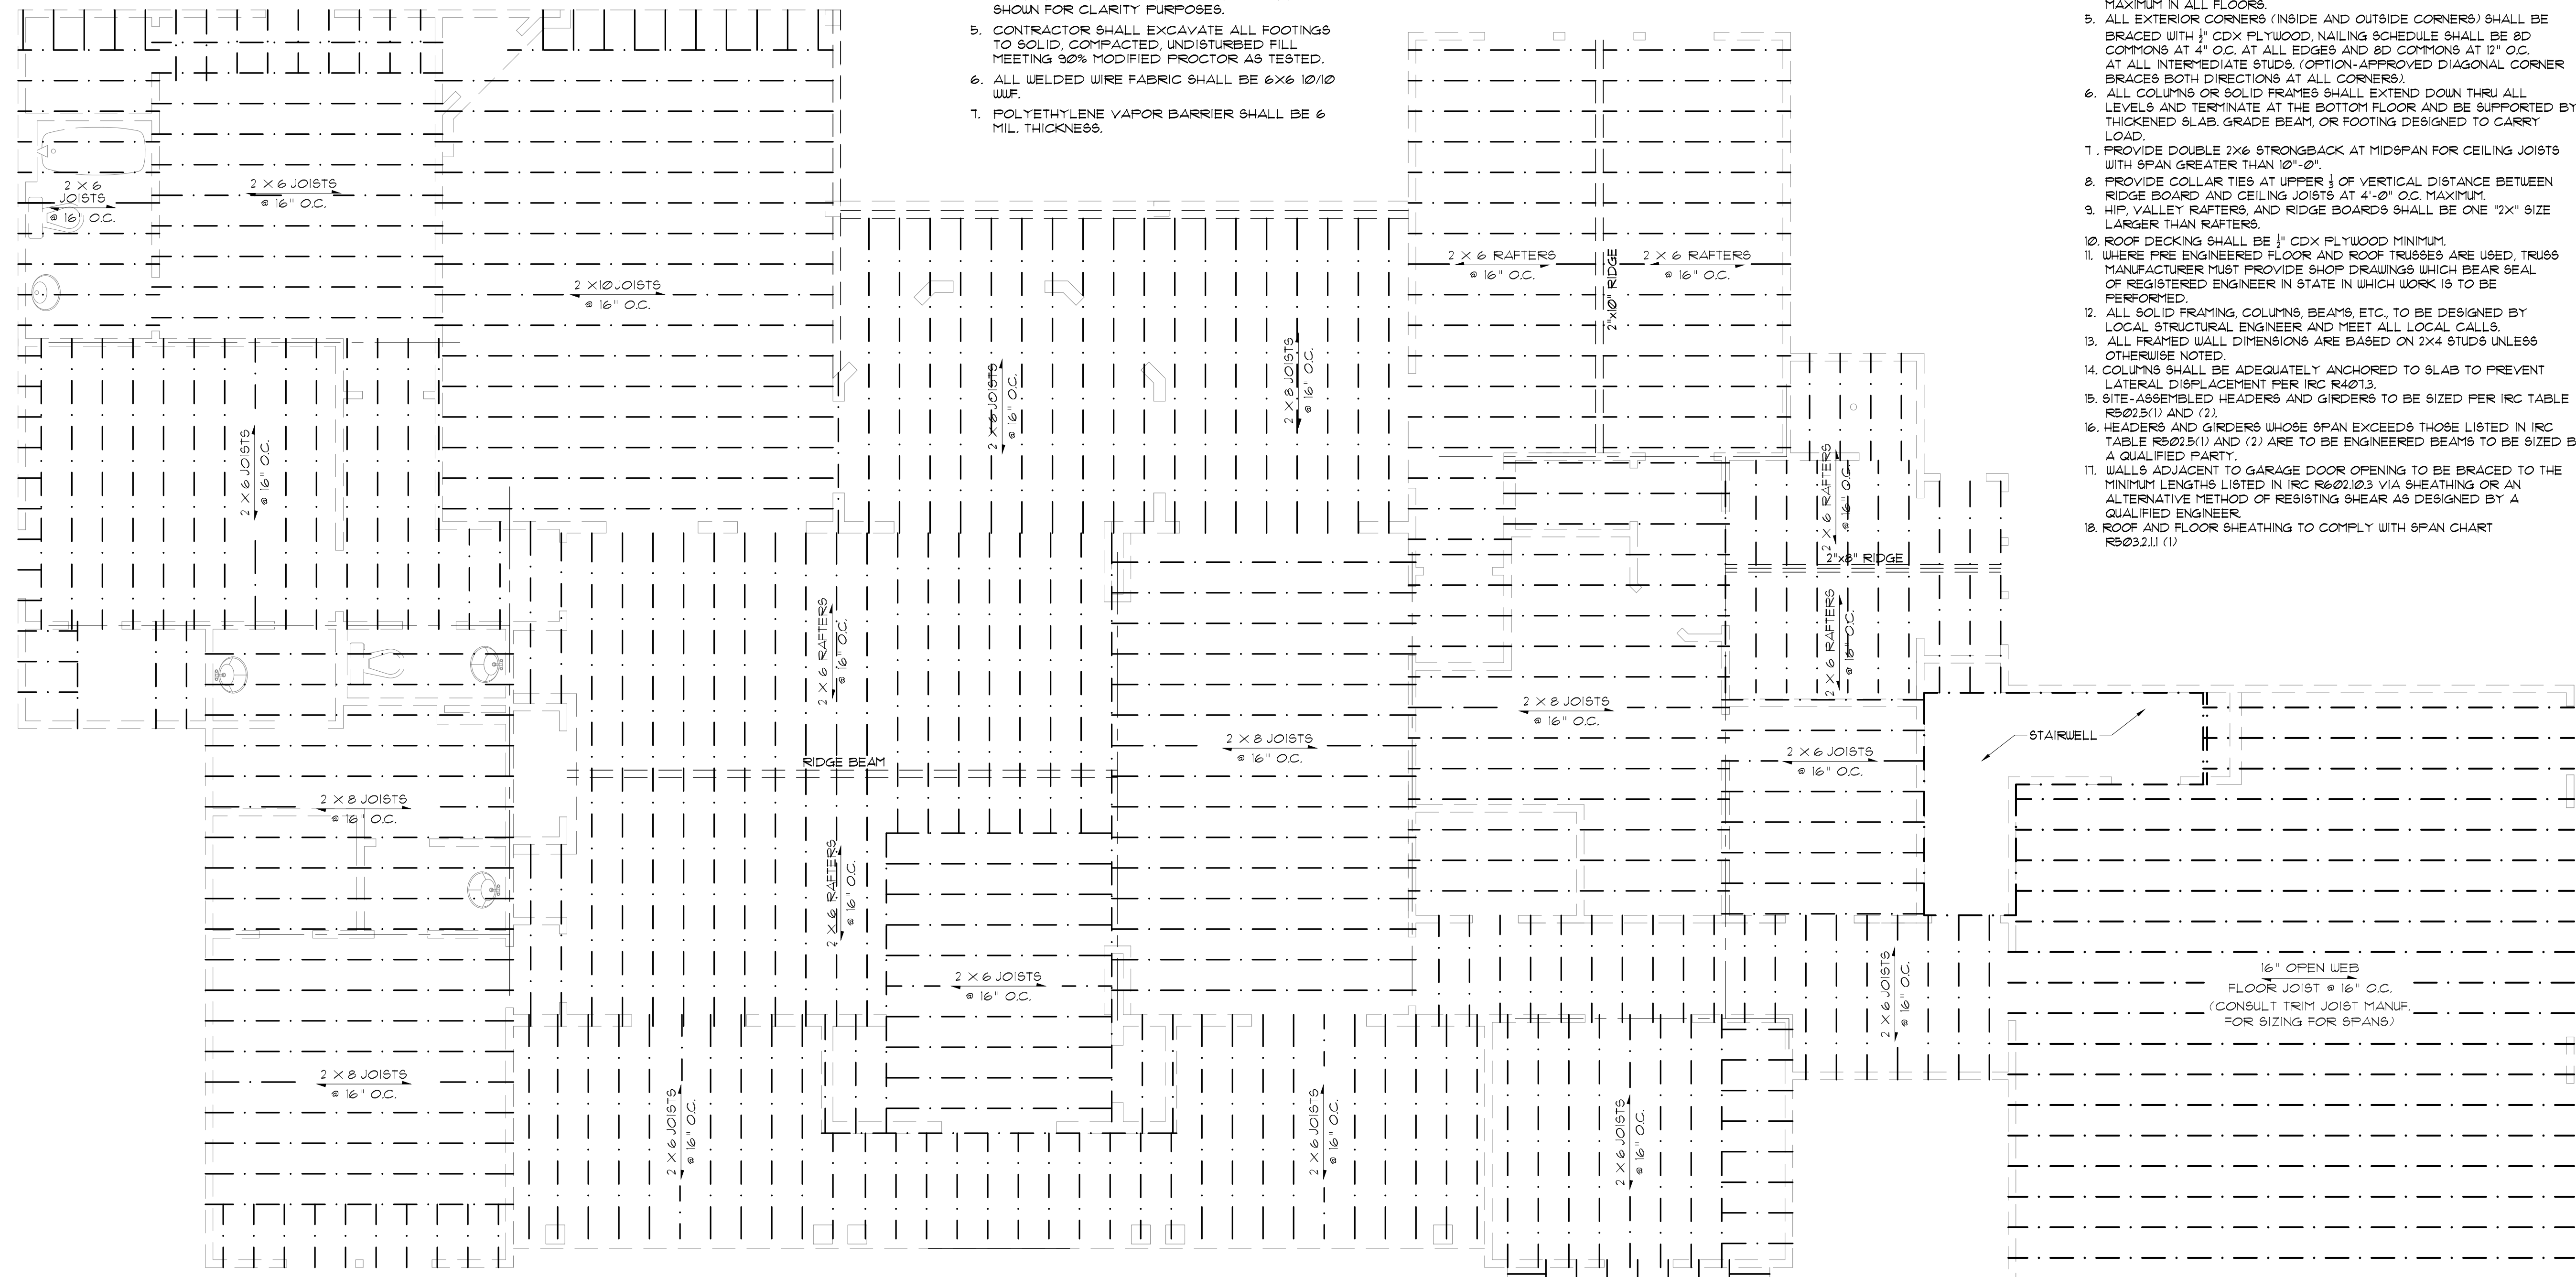 SHOWN FOR CLARITY PURPOSES.
5. CONTRACTOR SHALL EXCAVATE ALL FOOTINGS
TO SOLID, COMPACTED, UNDISTURBED FILL
MEETING 90% MODIFIED PROCTOR AS TESTED.
6. ALL WELDED WIRE FABRIC SHALL BE 6X6 10/10
WWF.
7. POLYETHYLENE VAPOR BARRIER SHALL BE 6
MIL. THICKNESS.
MAXIMUM IN ALL FLOORS.
5. ALL EXTERIOR CORNERS (INSIDE AND OUTSIDE CORNERS) SHALL BE
BRACED WITH ½" CDX PLYWOOD, NAILING SCHEDULE SHALL BE 8D
COMMONS AT 4" O.C. AT ALL EDGES AND 8D COMMONS AT 12" O.C.
AT ALL INTERMEDIATE STUDS. (OPTION-APPROVED DIAGONAL CORNER
BRACES BOTH DIRECTIONS AT ALL CORNERS).
6. ALL COLUMNS OR SOLID FRAMES SHALL EXTEND DOWN THRU ALL
LEVELS AND TERMINATE AT THE BOTTOM FLOOR AND BE SUPPORTED BY
THICKENED SLAB. GRADE BEAM, OR FOOTING DESIGNED TO CARRY
LOAD.
7 . PROVIDE DOUBLE 2X6 STRONGBACK AT MIDSPAN FOR CEILING JOISTS
WITH SPAN GREATER THAN 10'-0".
8. PROVIDE COLLAR TIES AT UPPER ⅓ OF VERTICAL DISTANCE BETWEEN
RIDGE BOARD AND CEILING JOISTS AT 4'-0" O.C. MAXIMUM.
9. HIP, VALLEY RAFTERS, AND RIDGE BOARDS SHALL BE ONE "2X" SIZE
LARGER THAN RAFTERS.
10. ROOF DECKING SHALL BE ½" CDX PLYWOOD MINIMUM.
11. WHERE PRE ENGINEERED FLOOR AND ROOF TRUSSES ARE USED, TRUSS
MANUFACTURER MUST PROVIDE SHOP DRAWINGS WHICH BEAR SEAL
OF REGISTERED ENGINEER IN STATE IN WHICH WORK IS TO BE
PERFORMED.
12. ALL SOLID FRAMING, COLUMNS, BEAMS, ETC., TO BE DESIGNED BY
LOCAL STRUCTURAL ENGINEER AND MEET ALL LOCAL CALLS.
13. ALL FRAMED WALL DIMENSIONS ARE BASED ON 2X4 STUDS UNLESS
OTHERWISE NOTED.
14. COLUMNS SHALL BE ADEQUATELY ANCHORED TO SLAB TO PREVENT
LATERAL DISPLACEMENT PER IRC R407.3.
15. SITE-ASSEMBLED HEADERS AND GIRDERS TO BE SIZED PER IRC TABLE
R502.5(1) AND (2).
16. HEADERS AND GIRDERS WHOSE SPAN EXCEEDS THOSE LISTED IN IRC
TABLE R502.5(1) AND (2) ARE TO BE ENGINEERED BEAMS TO BE SIZED B
A QUALIFIED PARTY.
17. WALLS ADJACENT TO GARAGE DOOR OPENING TO BE BRACED TO THE
MINIMUM LENGTHS LISTED IN IRC R602.10.3 VIA SHEATHING OR AN
ALTERNATIVE METHOD OF RESISTING SHEAR AS DESIGNED BY A
QUALIFIED ENGINEER.
18. ROOF AND FLOOR SHEATHING TO COMPLY WITH SPAN CHART
R503.2.1.1 (1)
2 X 6
JOISTS
@ 16" O.C.
2 X 6 JOISTS
@ 16" O.C.
2 X10 JOISTS
@ 16" O.C.
2 X 6 RAFTERS
@ 16" O.C.
2"x10" RIDGE
2 X 6 RAFTERS
@ 16" O.C.
2 X 6 JOISTS
@ 16" O.C.
2 X 8 JOISTS
@ 16" O.C.
2 X 6 JOISTS
@ 16" O.C.
2 X 6 RAFTERS
@ 16" O.C.
2"x8" RIDGE
2 X 6 RAFTERS
@ 16" O.C.
2 X 6 RAFTERS
@ 16" O.C.
2 X 8 JOISTS
@ 16" O.C.
2 X 8 JOISTS
@ 16" O.C.
2 X 6 JOISTS
@ 16" O.C.
STAIRWELL
RIDGE BEAM
2 X 8 JOISTS
@ 16" O.C.
2 X 6 RAFTERS
@ 16" O.C.
2 X 6 JOISTS
@ 16" O.C.
2 X 6 JOISTS
@ 16" O.C.
16" OPEN WEB
FLOOR JOIST @ 16" O.C.
(CONSULT TRIM JOIST MANUF.
FOR SIZING FOR SPANS)
2 X 8 JOISTS
@ 16" O.C.
2 X 6 JOISTS
@ 16" O.C.
2 X 6 JOISTS
@ 16" O.C.
2 X 6 JOISTS
@ 16" O.C.